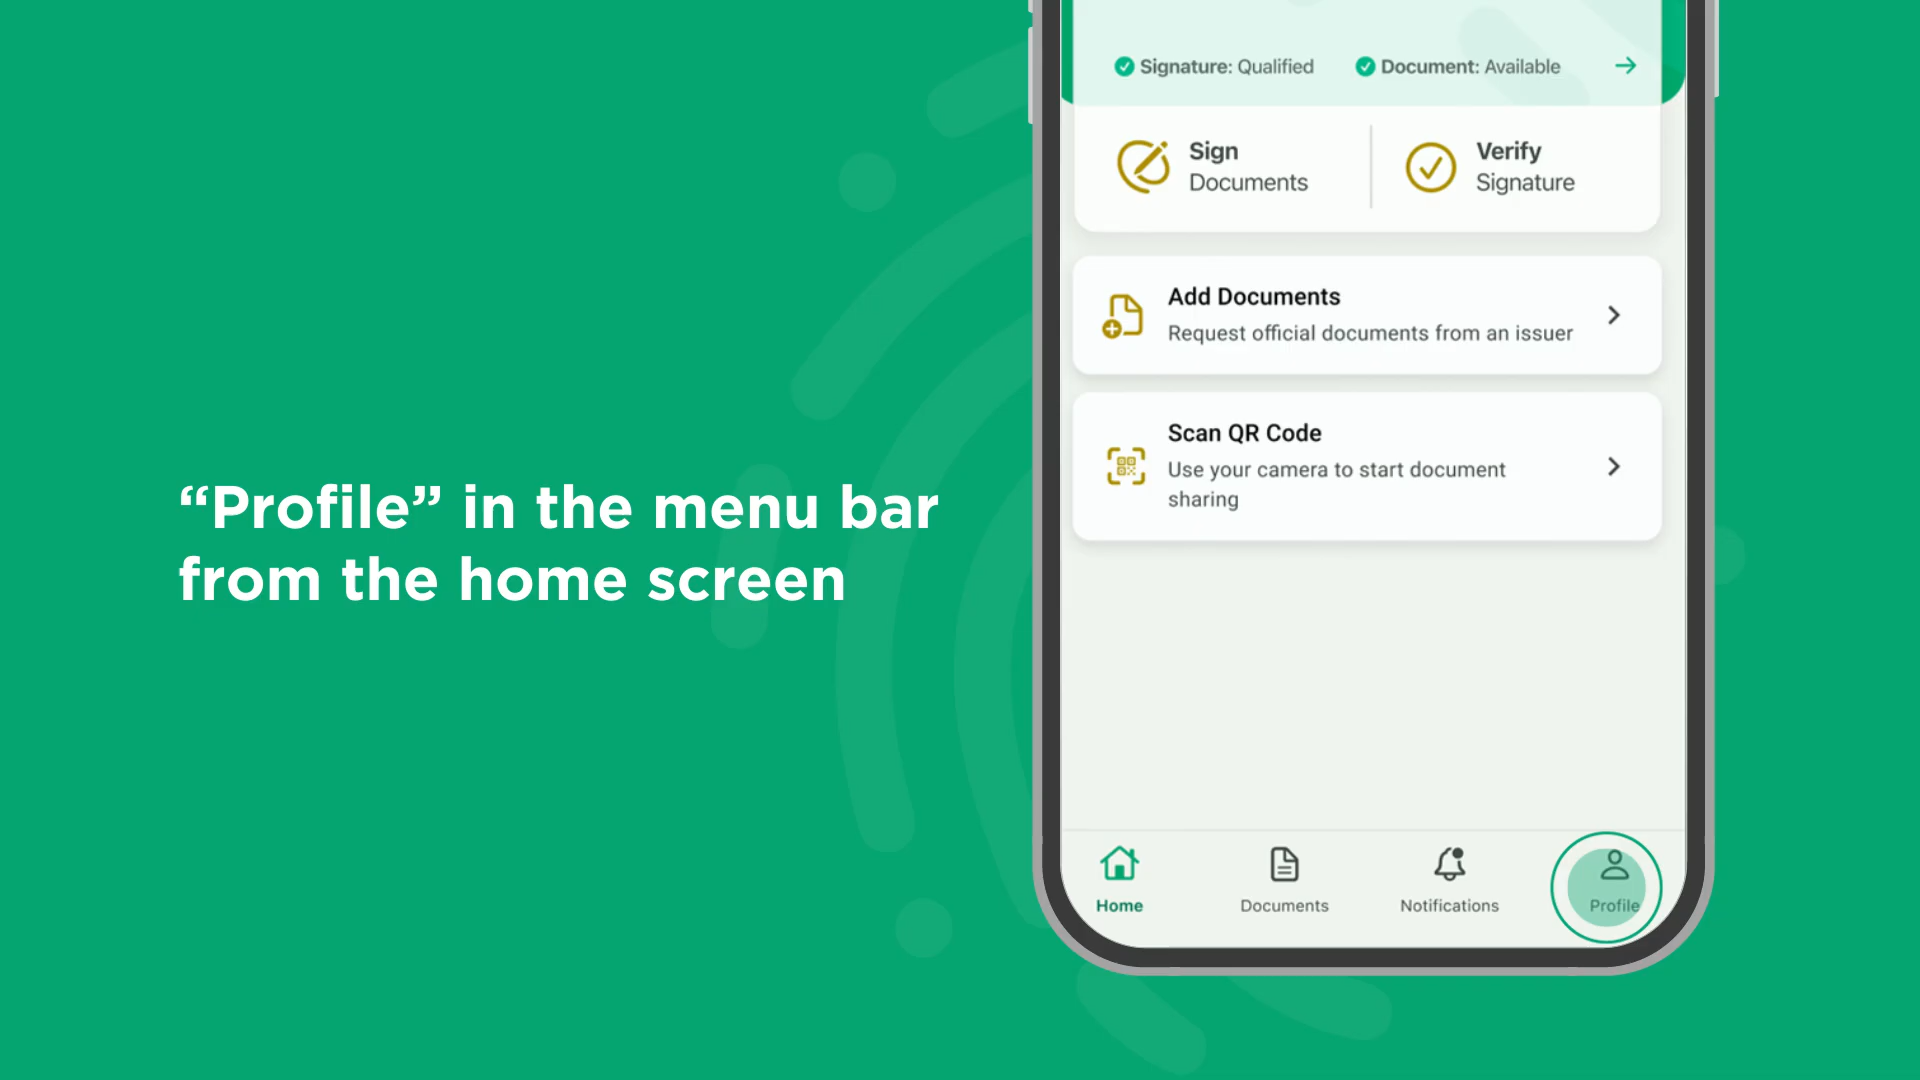 “Profile” in the menu bar
from the home screen
Signature: Qualified
Document: Available
Sign
Documents
Verify
Signature
Add Documents
Request official documents from an issuer
Scan QR Code
Use your camera to start document
sharing
Home
Documents
Notifications
Profile